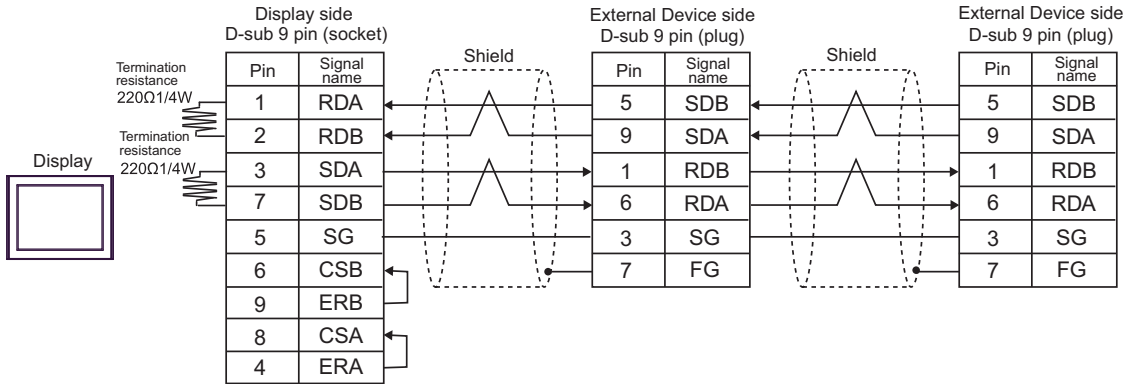 Display side
D-sub 9 pin (socket)
External Device side
D-sub 9 pin (plug)
External Device side
D-sub 9 pin (plug)
Termination
resistance
220Ω1/4W
Termination
resistance
220Ω1/4W
Display
Shield
Shield
Pin Signal name
1 RDA
2 RDB
3 SDA
7 SDB
5 SG
6 CSB
9 ERB
8 CSA
4 ERA
Pin Signal name
5 SDB
9 SDA
1 RDB
6 RDA
3 SG
7 FG
Pin Signal name
5 SDB
9 SDA
1 RDB
6 RDA
3 SG
7 FG